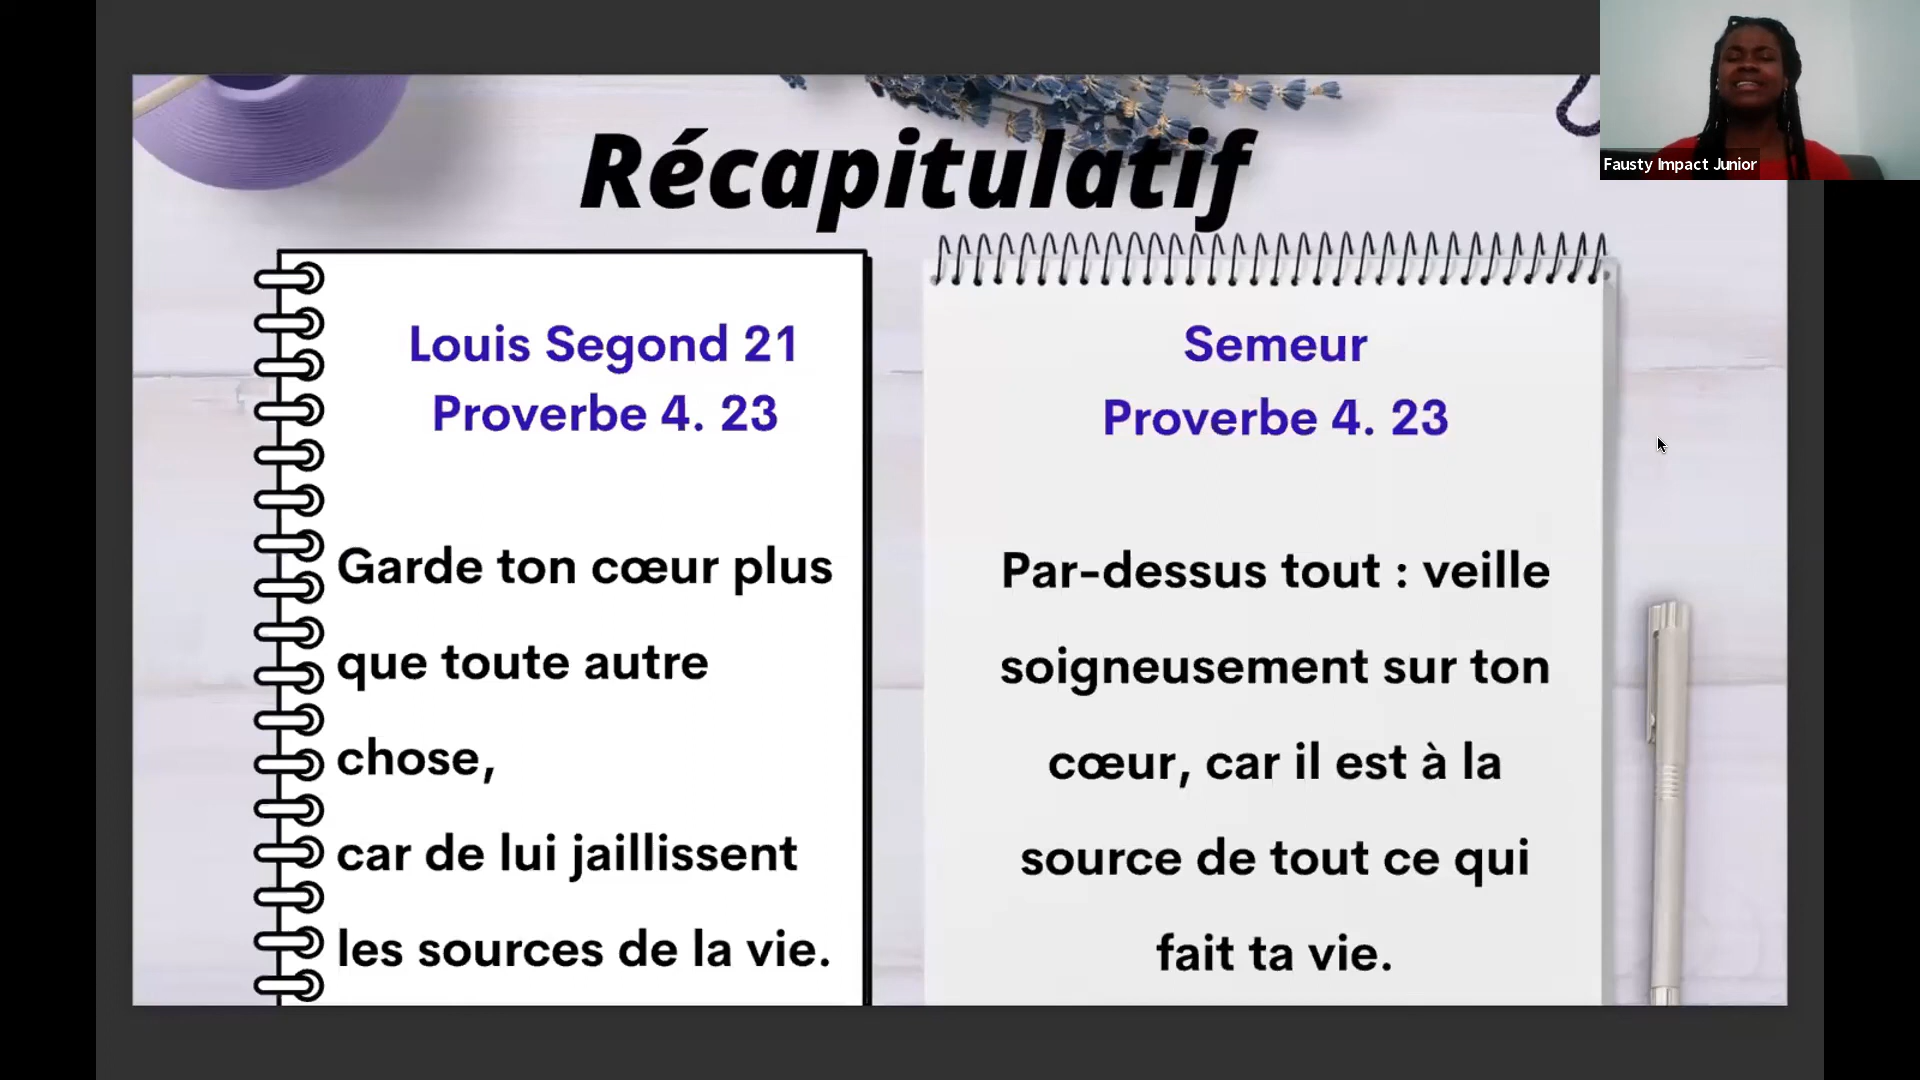 Récapitulatif
Fausty Impact Junior
Louis Segond 21
Proverbe 4. 23
Garde ton cœur plus
que toute autre
chose,
car de lui jaillissent
les sources de la vie.
Semeur
Proverbe 4. 23
Par-dessus tout : veille
soigneusement sur ton
cœur, car il est à la
source de tout ce qui
fait ta vie.